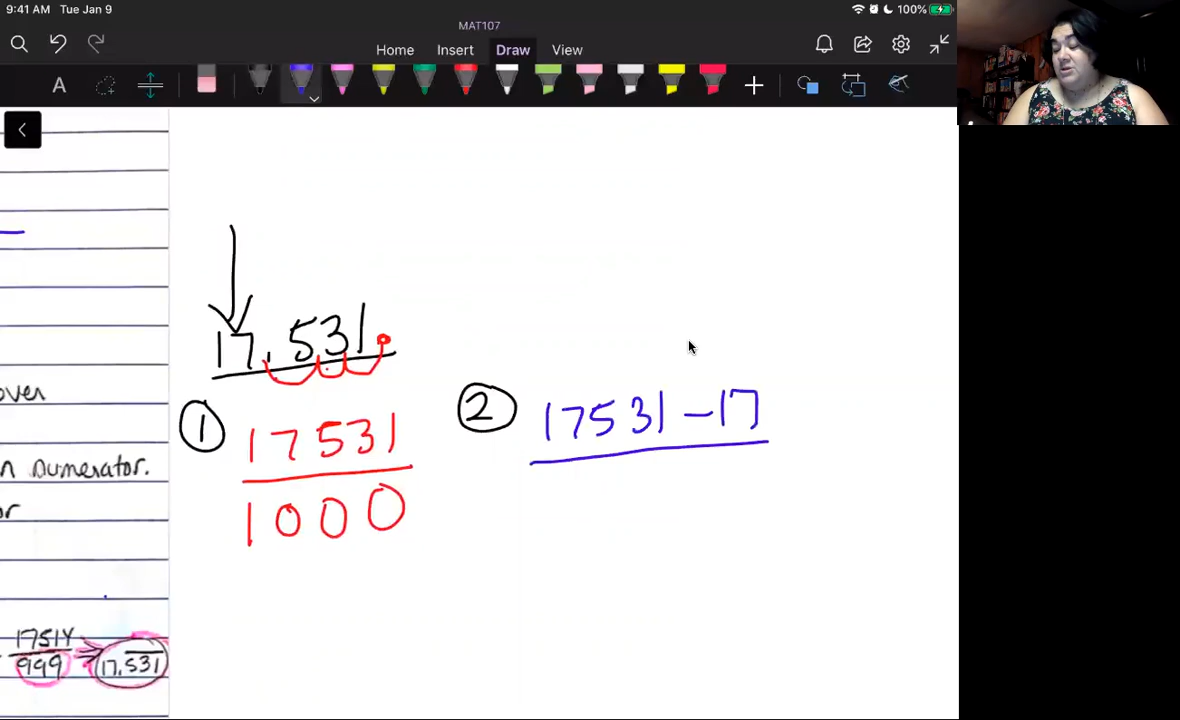 9:41 AM Tue Jan 9
100%
MAT107
Home Insert Draw View
A
over
n numerator.
or
17514
999
17.531
17.531.
① 17531
1000
② 17531 - 17